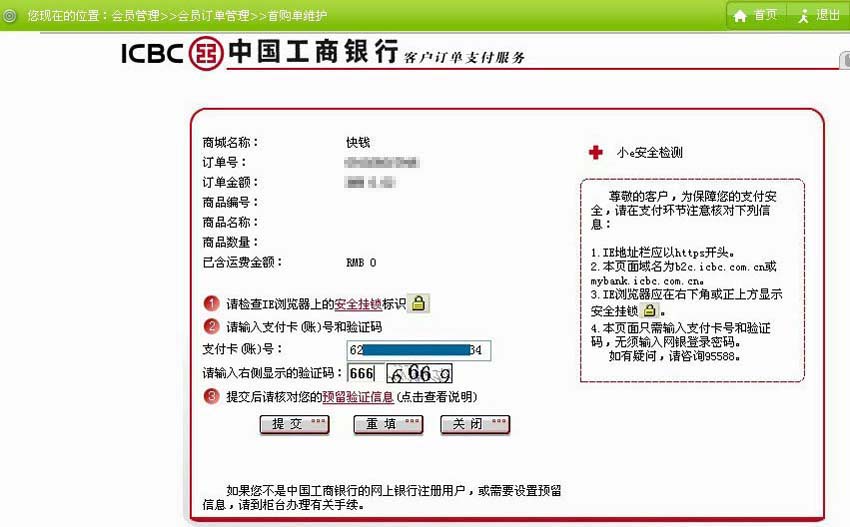 您现在的位置：会员管理>>会员订单管理>>首购单维护
首页
退出
ICBC 中国工商银行 客户订单支付服务
商城名称： 快钱
订单号：
订单金额：
商品编号：
商品名称：
商品数量：
已含运费金额： RMB 0
1 请检查IE浏览器上的安全挂锁标识
2 请输入支付卡(账)号和验证码
支付卡(账)号： 62 34
请输入右侧显示的验证码： 666 6669
3 提交后请核对您的预留验证信息(点击查看说明)
提 交 重 填 关 闭
如果您不是中国工商银行的网上银行注册用户，或需要设置预留
信息，请到柜台办理有关手续。
小e安全检测
尊敬的客户，为保障您的支付安
全，请在支付环节注意核对下列信
息：
1.IE地址栏应以https开头。
2.本页面域名为b2c.icbc.com.cn或
mybank.icbc.com.cn。
3.IE浏览器应在右下角或正上方显示
安全挂锁。
4.本页面只需输入支付卡号和验证
码，无须输入网银登录密码。
如有疑问，请咨询95588。